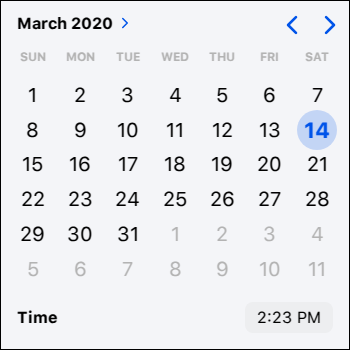 March 2020
SUN MON TUE WED THU FRI SAT
1 2 3 4 5 6 7
8 9 10 11 12 13 14
15 16 17 18 19 20 21
22 23 24 25 26 27 28
29 30 31 1 2 3 4
5 6 7 8 9 10 11
Time 2:23 PM